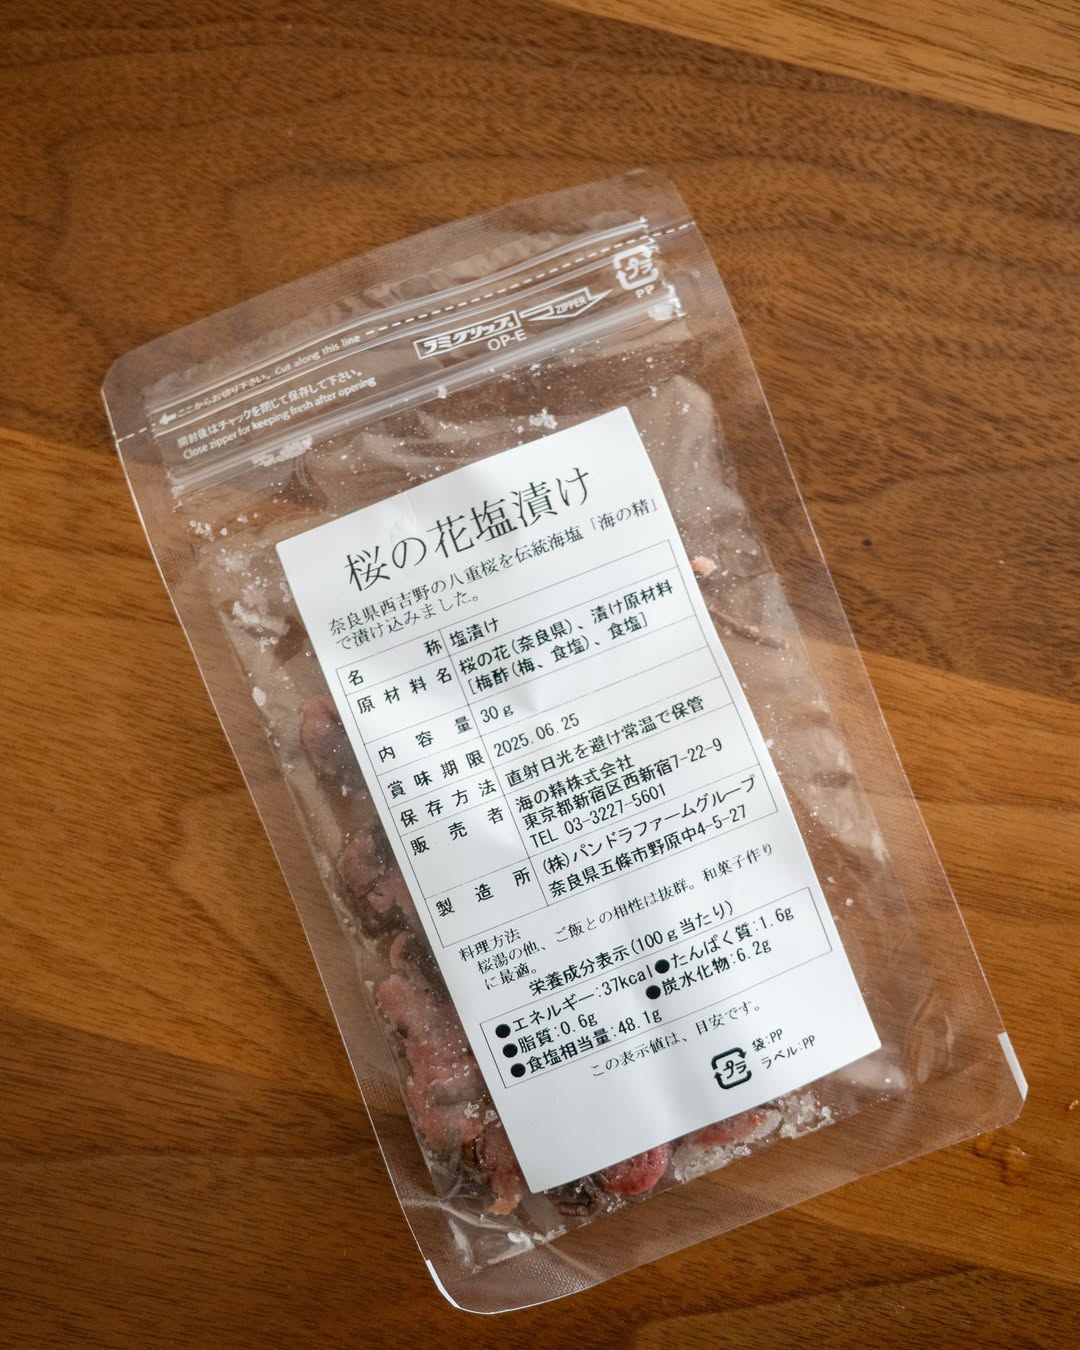 プラ
PP
ラミグリップ® ZIPPER
OP-E
ここからお切り下さい。Cut along this line
開封後はチャックを閉じて保存して下さい。
Close zipper for keeping fresh after opening
桜の花塩漬け
奈良県西吉野の八重桜を伝統海塩「海の精」
で漬け込みました。
名称 塩漬け
原材料名 桜の花(奈良県)、漬け原材料
[梅酢(梅、食塩)、食塩]
内容量 30g
賞味期限 2025.06.25
保存方法 直射日光を避け常温で保管
販売者 海の精株式会社
東京都新宿区西新宿7-22-9
TEL 03-3227-5601
製造所 (株)パンドラファームグループ
奈良県五條市野原中4-5-27
料理方法
桜湯の他、ご飯との相性は抜群。和菓子作り
に最適。
栄養成分表示(100g当たり)
●エネルギー:37kcal●たんぱく質:1.6g
●脂質:0.6g ●炭水化物:6.2g
●食塩相当量:48.1g
この表示値は、目安です。
プラ 袋:PP
ラベル:PP